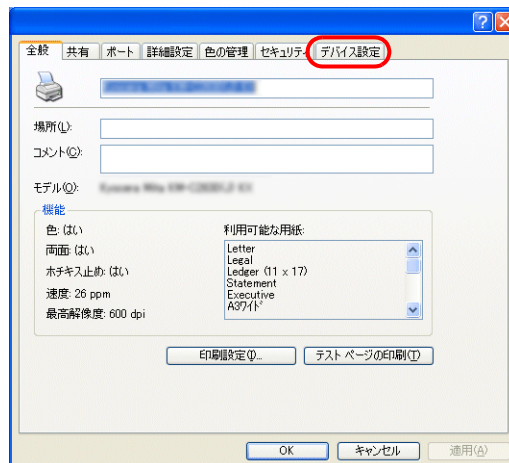 全般 共有 ポート 詳細設定 色の管理 セキュリティ デバイス設定
場所(L):
コメント(C):
モデル(O):
機能
色: はい
両面: はい
ホチキス止め: はい
速度: 26 ppm
最高解像度: 600 dpi
利用可能な用紙:
Letter
Legal
Ledger (11 x 17)
Statement
Executive
A3ワイド
印刷設定(I)... テスト ページの印刷(T)
OK キャンセル 適用(A)